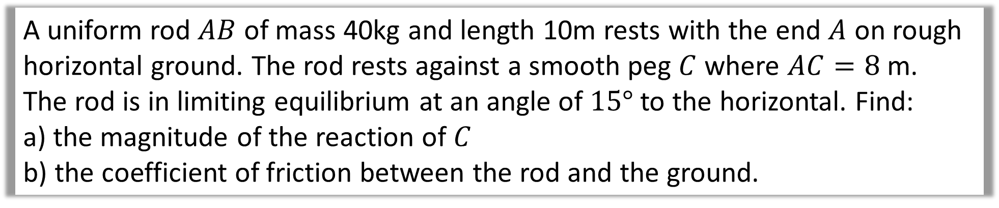 A uniform rod AB of mass 40kg and length 10m rests with the end A on rough
horizontal ground. The rod rests against a smooth peg C where AC = 8 m.
The rod is in limiting equilibrium at an angle of 15° to the horizontal. Find:
a) the magnitude of the reaction of C
b) the coefficient of friction between the rod and the ground.